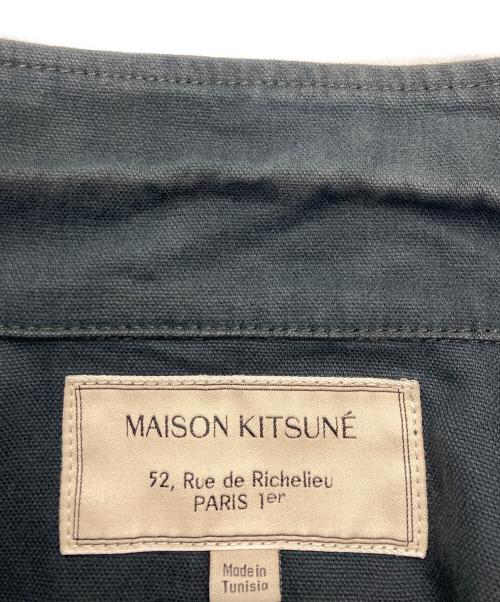 MAISON KITSUNÉ
52, Rue de Richelieu
PARIS 1er
Made in
Tunisia